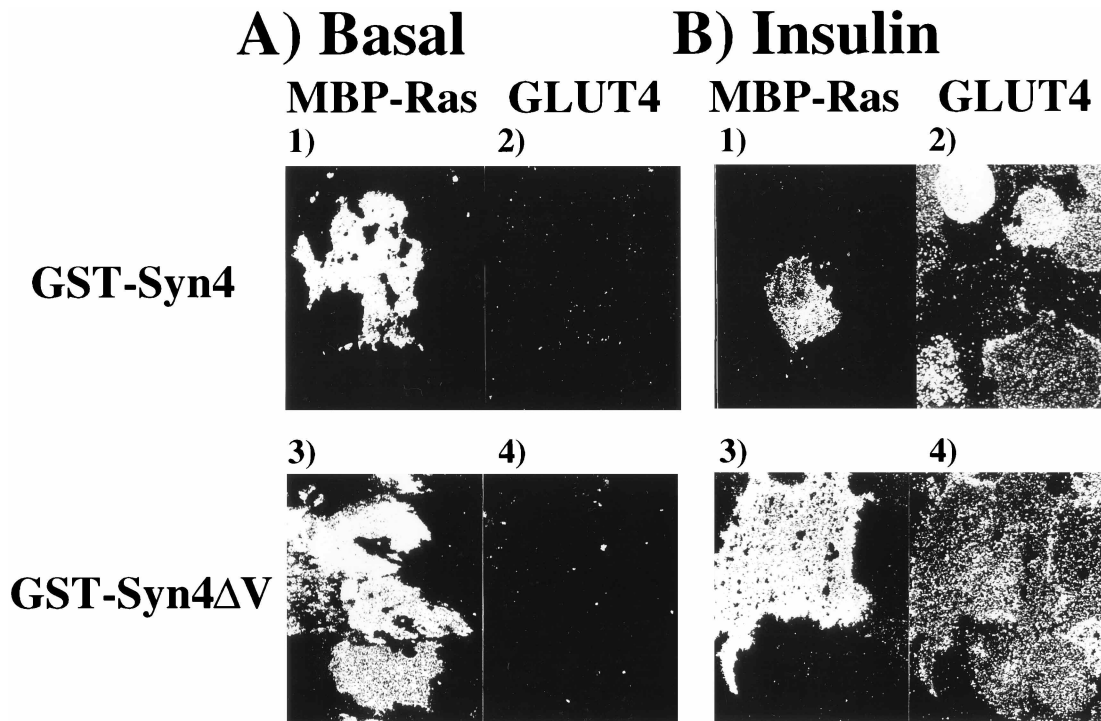 A) Basal B) Insulin
MBP-Ras GLUT4 MBP-Ras GLUT4
1) 2) 1) 2)
GST-Syn4
3) 4) 3) 4)
GST-Syn4ΔV